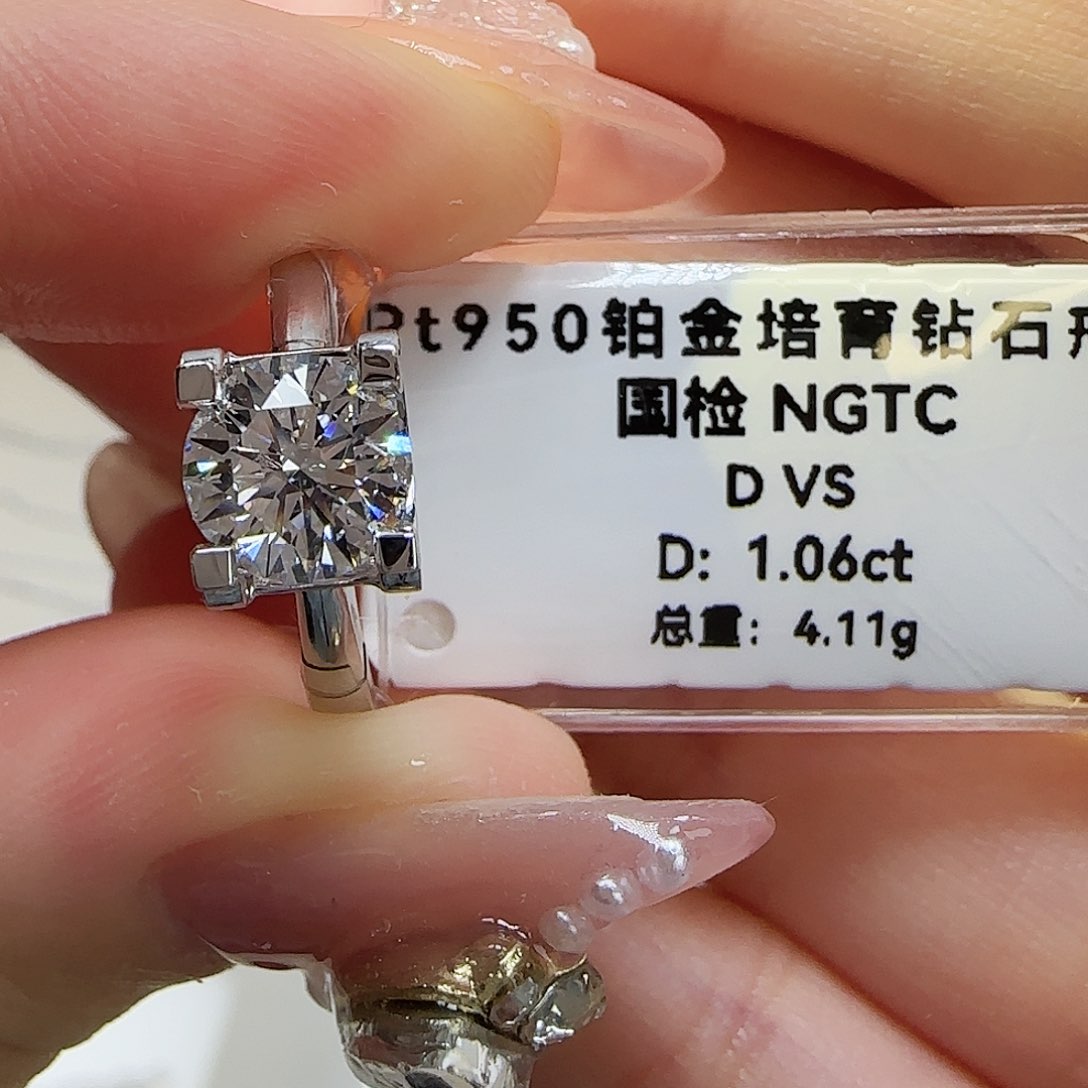 Pt950铂金培育钻石戒
国检 NGTC
D VS
D: 1.06ct
总重: 4.11g